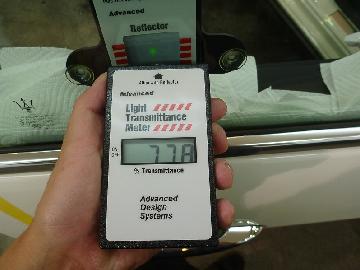 Advanced
Reflector
Advanced
Light
Transmittance
Meter
77.8
% Transmittance
Advanced
Design
Systems